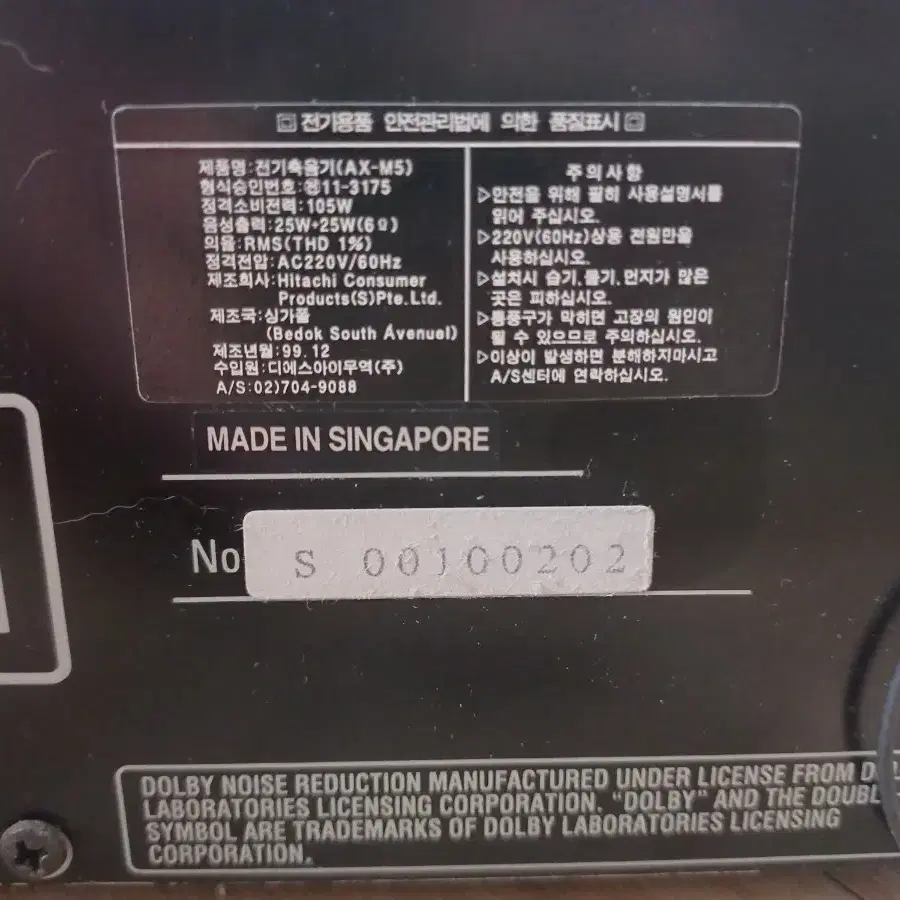 回 전기용품 안전관리법에 의한 품질표시 回
제품명:전기축음기(AX-M5)
형식승인번호:㉸11-3175
정격소비전력:105W
음성출력:25W+25W(6Ω)
의율:RMS(THD 1%)
정격전압:AC220V/60Hz
제조회사:Hitachi Consumer
Products(S)Pte.Ltd.
제조국:싱가폴
(Bedok South Avenue1)
제조년월:99.12
수입원:디에스아이무역(주)
A/S:02)704-9088
주의사항
▷안전을 위해 필히 사용설명서를
읽어 주십시오.
▷220V(60Hz)상용 전원만을
사용하십시오.
▷설치시 습기,물기,먼지가 많은
곳은 피하십시오.
▷통풍구가 막히면 고장의 원인이
될 수 있으므로 주의하십시오.
▷이상이 발생하면 분해하지마시고
A/S센터에 연락하십시오.
MADE IN SINGAPORE
No S 00100202
DOLBY NOISE REDUCTION MANUFACTURED UNDER LICENSE FROM
LABORATORIES LICENSING CORPORATION. "DOLBY" AND THE DOUBL
SYMBOL ARE TRADEMARKS OF DOLBY LABORATORIES LICENSING
CORPORATION.